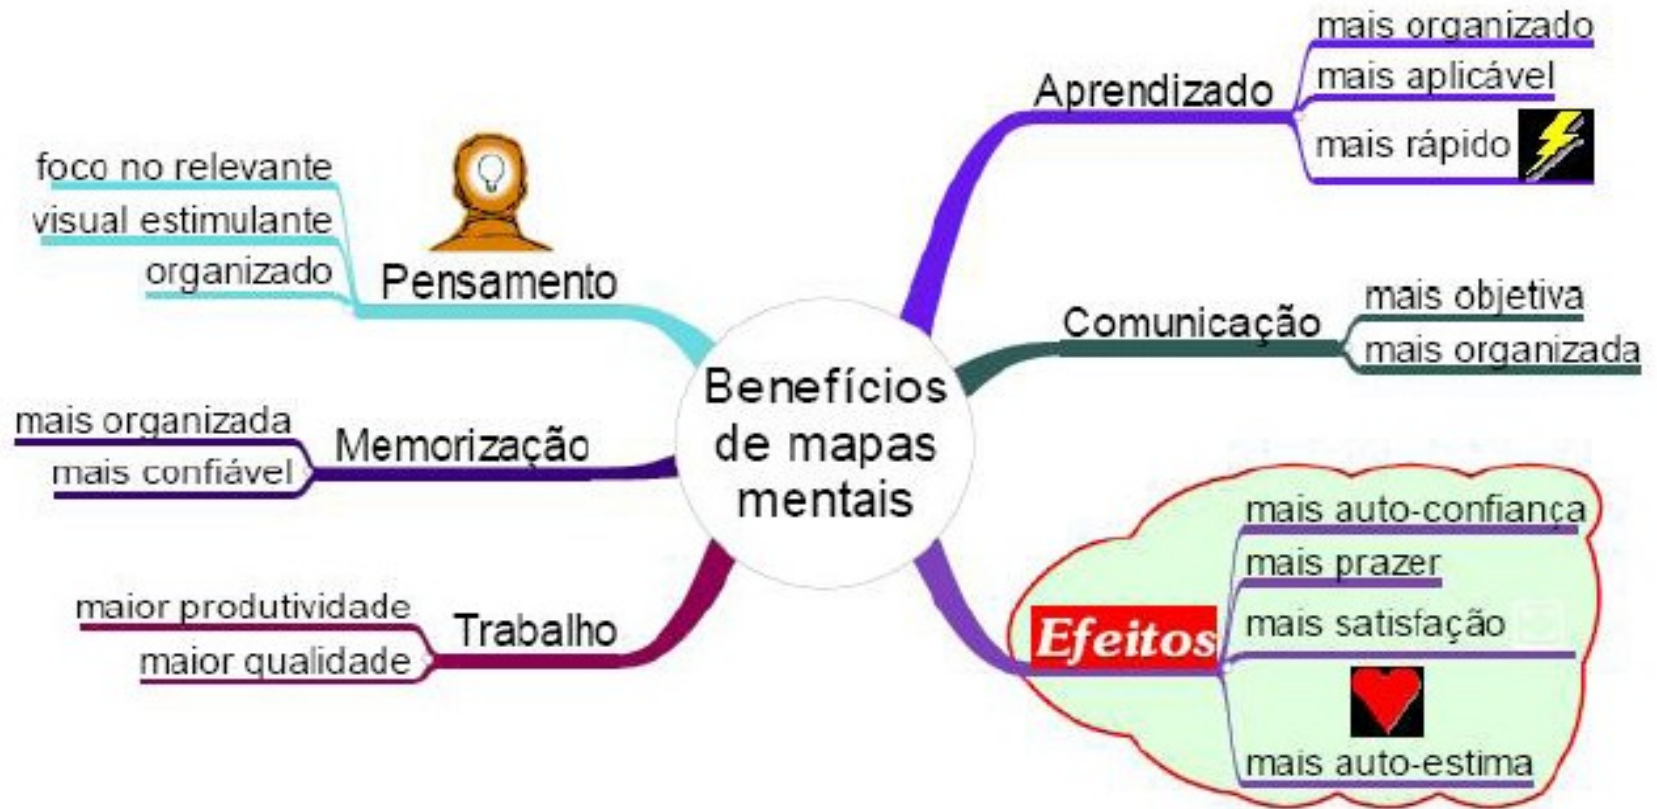 mais organizado
Aprendizado
mais aplicável
mais rápido
foco no relevante
visual estimulante
organizado
Pensamento
Comunicação
mais objetiva
mais organizada
Benefícios
de mapas
mentais
mais organizada
Memorização
mais confiável
maior produtividade
Trabalho
maior qualidade
Efeitos
mais auto-confiança
mais prazer
mais satisfação
mais auto-estima